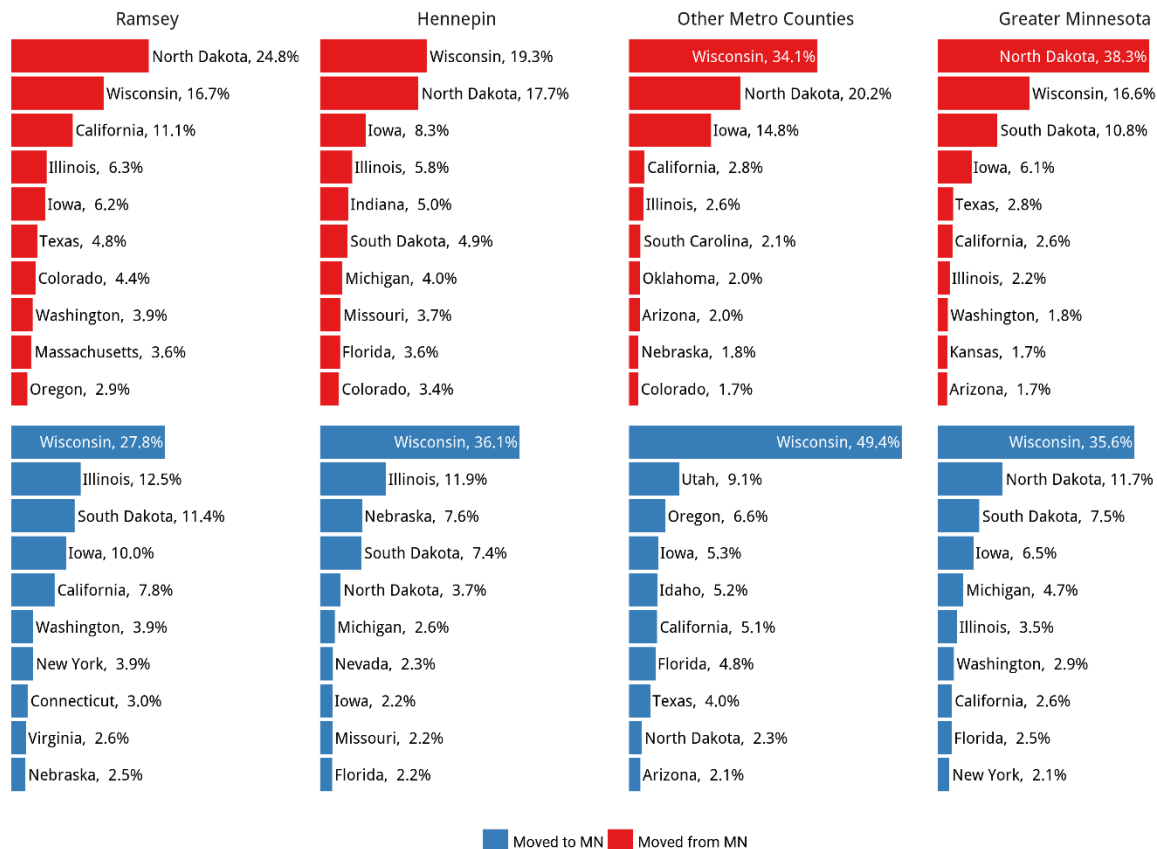 Ramsey
North Dakota, 24.8%
Wisconsin, 16.7%
California, 11.1%
Illinois, 6.3%
Iowa, 6.2%
Texas, 4.8%
Colorado, 4.4%
Washington, 3.9%
Massachusetts, 3.6%
Oregon, 2.9%
Wisconsin, 27.8%
Illinois, 12.5%
South Dakota, 11.4%
Iowa, 10.0%
California, 7.8%
Washington, 3.9%
New York, 3.9%
Connecticut, 3.0%
Virginia, 2.6%
Nebraska, 2.5%
Hennepin
Wisconsin, 19.3%
North Dakota, 17.7%
Iowa, 8.3%
Illinois, 5.8%
Indiana, 5.0%
South Dakota, 4.9%
Michigan, 4.0%
Missouri, 3.7%
Florida, 3.6%
Colorado, 3.4%
Wisconsin, 36.1%
Illinois, 11.9%
Nebraska, 7.6%
South Dakota, 7.4%
North Dakota, 3.7%
Michigan, 2.6%
Nevada, 2.3%
Iowa, 2.2%
Missouri, 2.2%
Florida, 2.2%
Other Metro Counties
Wisconsin, 34.1%
North Dakota, 20.2%
Iowa, 14.8%
California, 2.8%
Illinois, 2.6%
South Carolina, 2.1%
Oklahoma, 2.0%
Arizona, 2.0%
Nebraska, 1.8%
Colorado, 1.7%
Wisconsin, 49.4%
Utah, 9.1%
Oregon, 6.6%
Iowa, 5.3%
Idaho, 5.2%
California, 5.1%
Florida, 4.8%
Texas, 4.0%
North Dakota, 2.3%
Arizona, 2.1%
Greater Minnesota
North Dakota, 38.3%
Wisconsin, 16.6%
South Dakota, 10.8%
Iowa, 6.1%
Texas, 2.8%
California, 2.6%
Illinois, 2.2%
Washington, 1.8%
Kansas, 1.7%
Arizona, 1.7%
Wisconsin, 35.6%
North Dakota, 11.7%
South Dakota, 7.5%
Iowa, 6.5%
Michigan, 4.7%
Illinois, 3.5%
Washington, 2.9%
California, 2.6%
Florida, 2.5%
New York, 2.1%
Moved to MN
Moved from MN